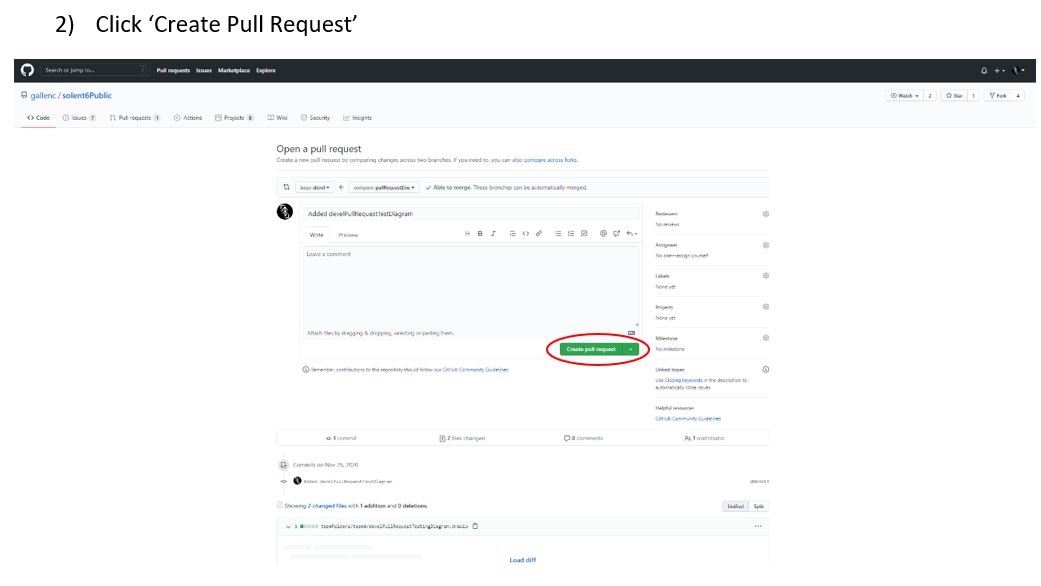 2) Click ‘Create Pull Request’
Search or jump to... /
Pull requests Issues Marketplace Explore
gallenc / solent6Public
Watch 2 Star 1 Fork 4
Code Issues 7 Pull requests 1 Actions Projects 8 Wiki Security Insights
Open a pull request
Create a new pull request by comparing changes across two branches. If you need to, you can also compare across forks.
base: devel compare: pullRequestDoc Able to merge. These branches can be automatically merged.
Added develPullRequestTestDiagram
Write Preview
Leave a comment
Attach files by dragging & dropping, selecting or pasting them.
Create pull request
Remember, contributions to this repository should follow our GitHub Community Guidelines.
Reviewers
No reviews
Assignees
No one—assign yourself
Labels
None yet
Projects
None yet
Milestone
No milestone
Linked issues
Use Closing keywords in the description to
automatically close issues
Helpful resources
GitHub Community Guidelines
1 commit 2 files changed 0 comments 1 contributor
Commits on Nov 25, 2020
Added develPullRequestTestDiagram
Showing 2 changed files with 1 addition and 0 deletions.
Unified Split
1 teamFolders/team4/develPullRequestTestingDiagram.drawio
Load diff